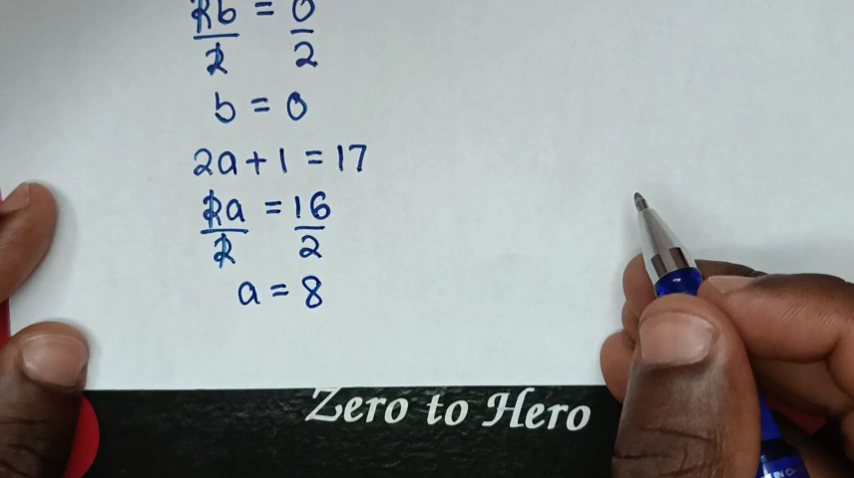 2b = 0
2 2
b = 0
2a + 1 = 17
2a = 16
2 2
a = 8
Zero to Hero